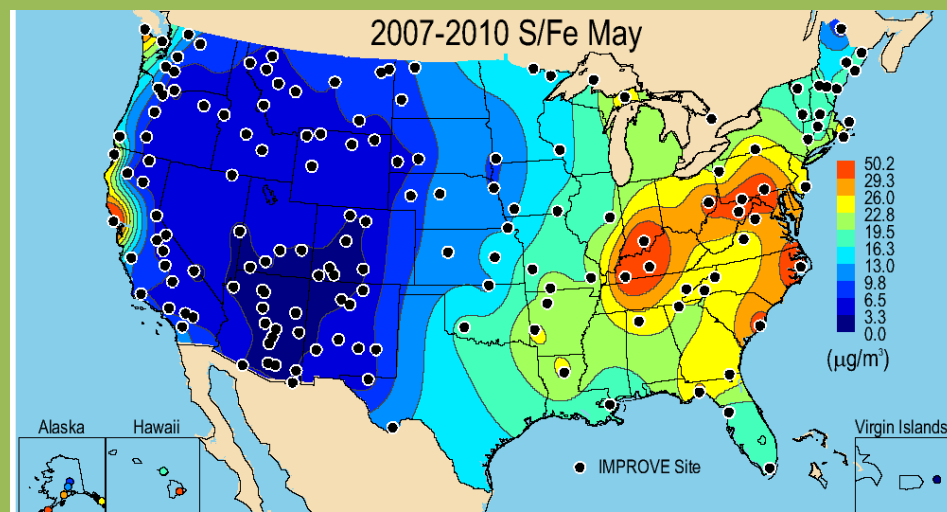 2007-2010 S/Fe May
50.2
29.3
26.0
22.8
19.5
16.3
13.0
9.8
6.5
3.3
0.0
(μg/m³)
Alaska
Hawaii
IMPROVE Site
Virgin Islands